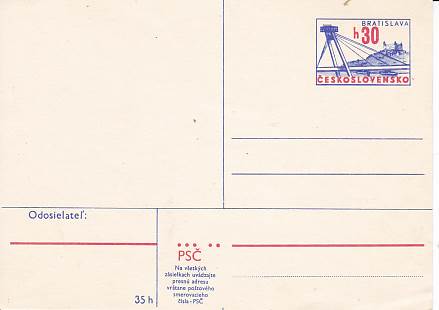 BRATISLAVA
h 30
ČESKOSLOVENSKO
Odosielateľ:
PSČ
Na všetkých
zásielkach uvádzajte
presnú adresu
vrátane poštového
smerovacieho
čísla - PSČ
35 h